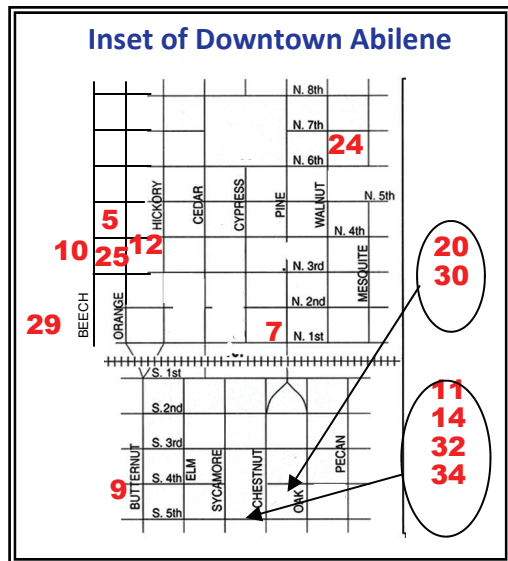 Inset of Downtown Abilene
N. 8th
N. 7th
24
N. 6th
HICKORY
CEDAR
CYPRESS
PINE
WALNUT
N. 5th
5
12
N. 4th
10
25
20
30
N. 3rd
MESQUITE
BEECH
ORANGE
N. 2nd
29
7
N. 1st
S. 1st
11
S. 2nd
14
S. 3rd
32
BUTTERNUT
ELM
SYCAMORE
CHESTNUT
OAK
PECAN
34
9
S. 4th
S. 5th